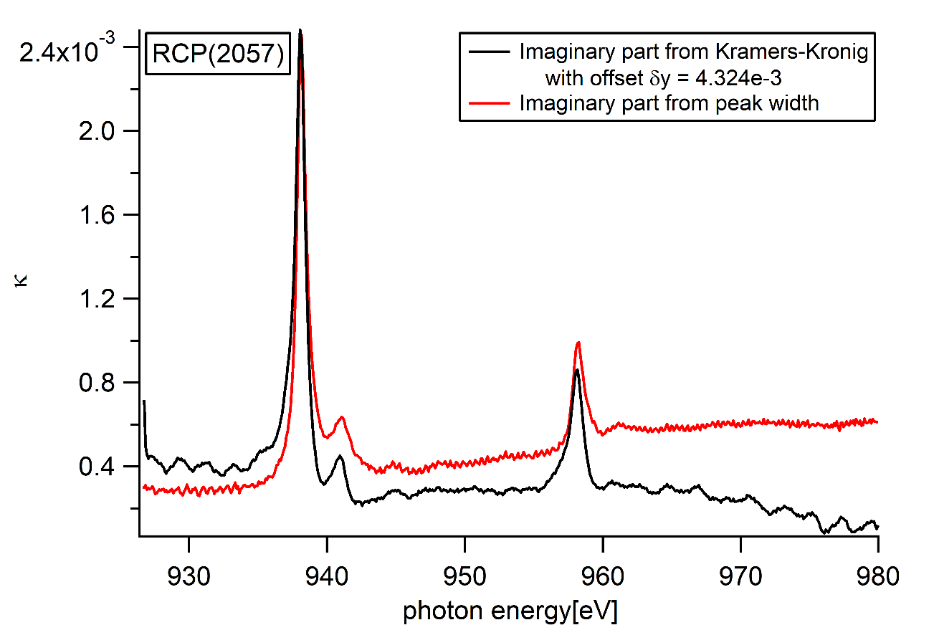 2.4x10⁻³
2.0
1.6
1.2
0.8
0.4
κ
RCP(2057)
Imaginary part from Kramers-Kronig
with offset δy = 4.324e-3
Imaginary part from peak width
930 940 950 960 970 980
photon energy[eV]